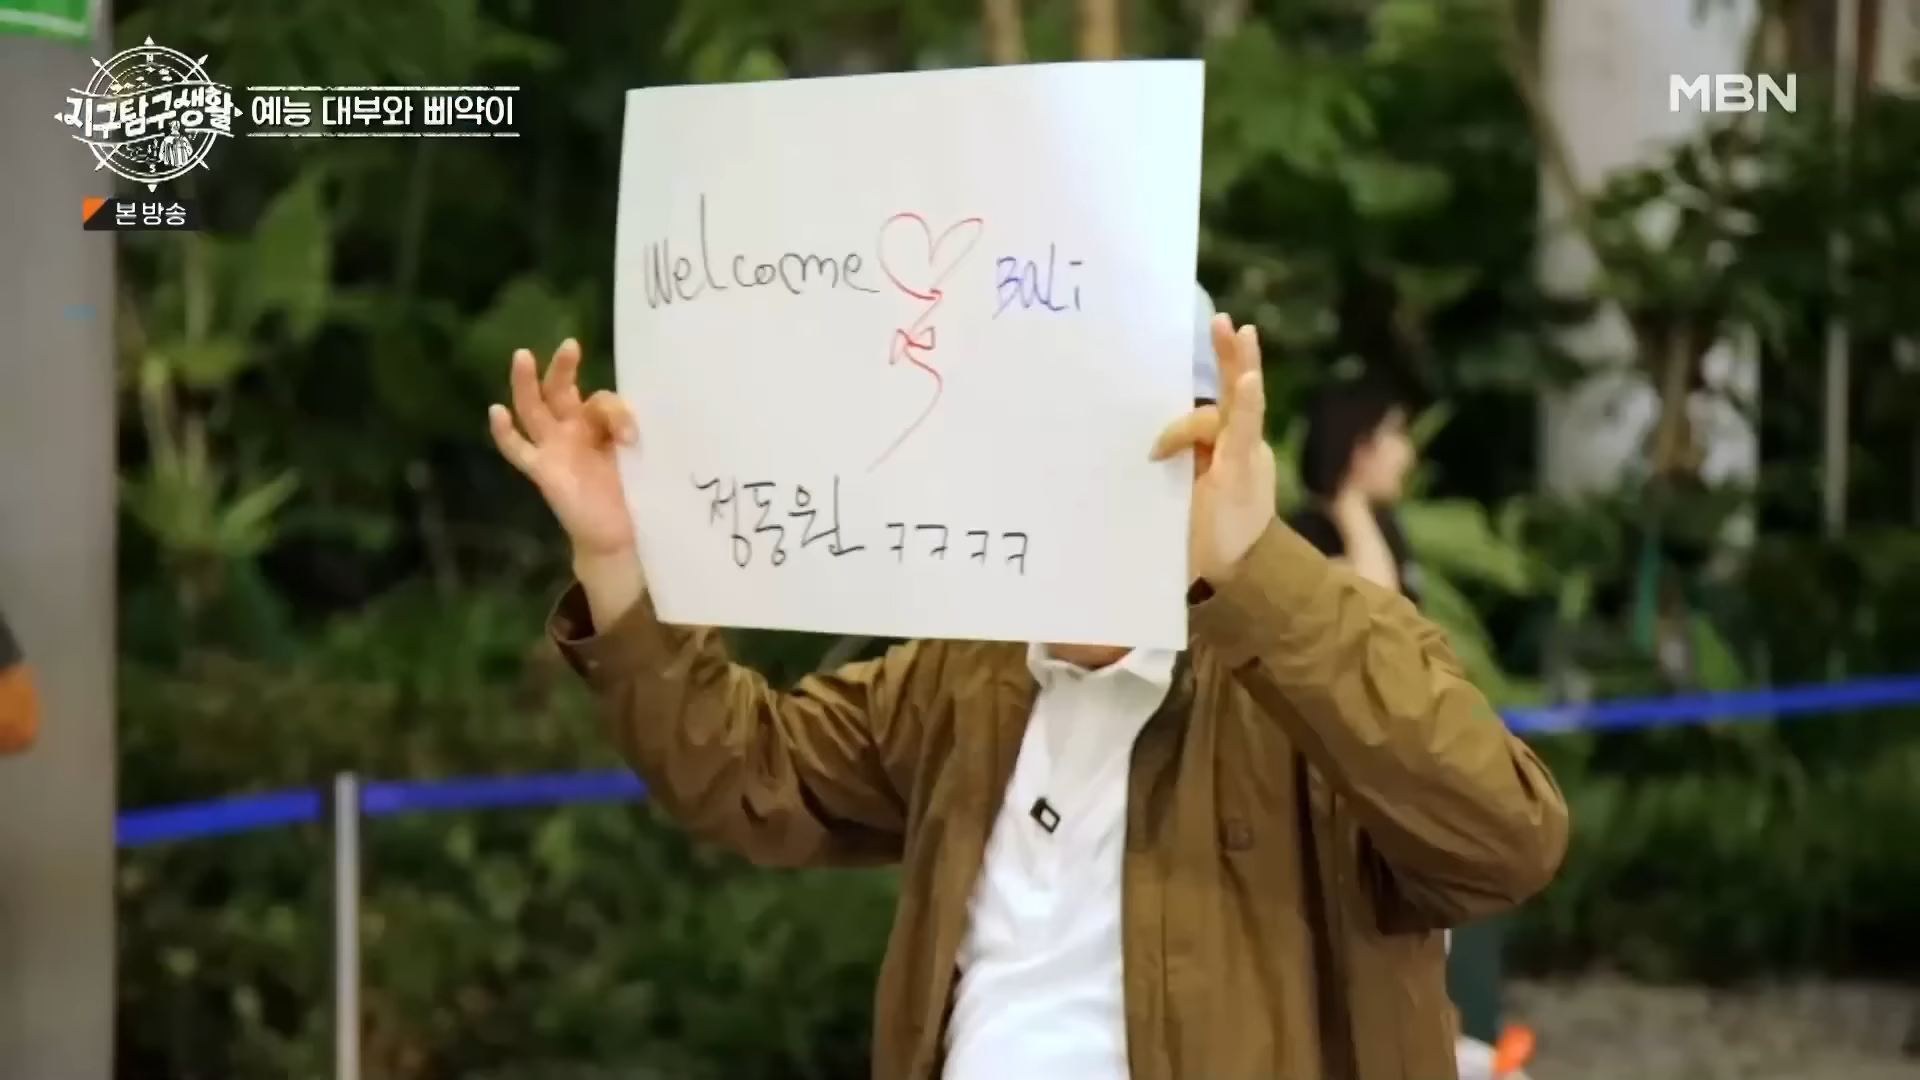 지구탐구생활
예능 대부와 삐약이
MBN
본 방송
Welcome ♡ Bali
정동원 ㅋㅋㅋㅋ